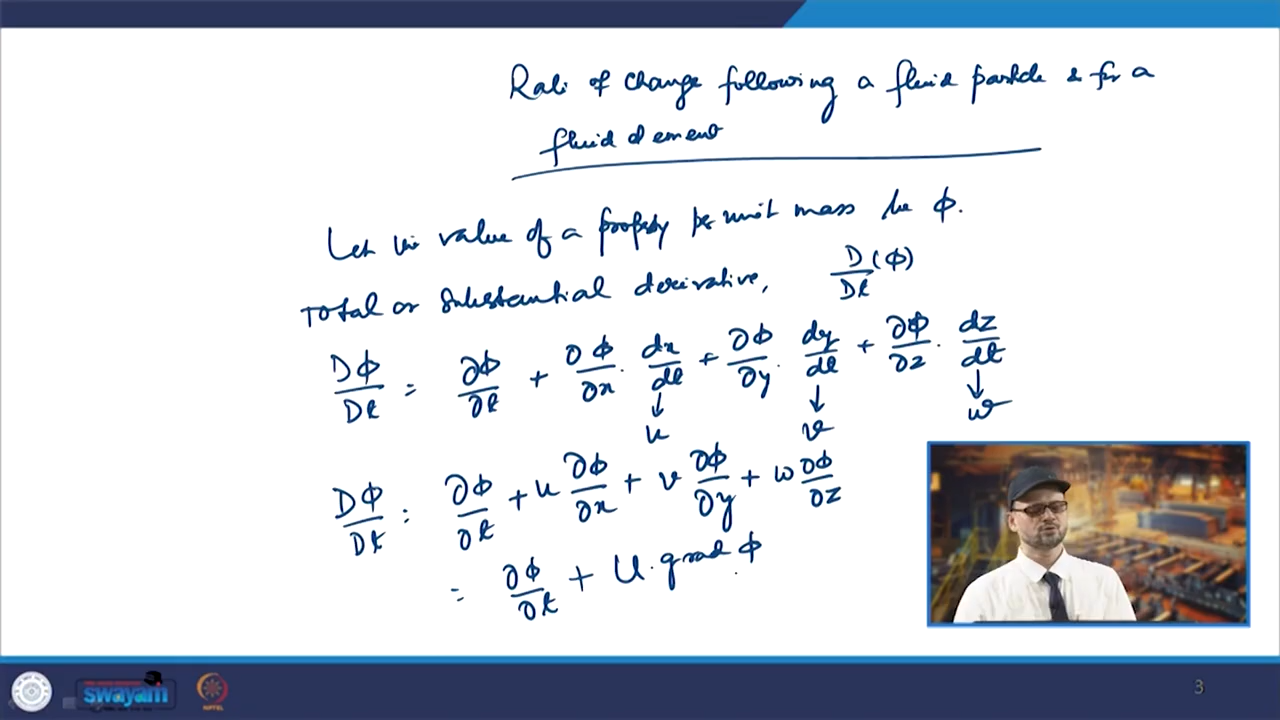 Rate of change following a fluid particle & for a
fluid element
Let the value of a property per unit mass be ϕ.
Total or substantial derivative, D/Dt (ϕ)
Dϕ/Dt = ∂ϕ/∂t + ∂ϕ/∂x · dx/dt + ∂ϕ/∂y · dy/dt + ∂ϕ/∂z · dz/dt
↓ u ↓ v ↓ w
Dϕ/Dt = ∂ϕ/∂t + u ∂ϕ/∂x + v ∂ϕ/∂y + w ∂ϕ/∂z
= ∂ϕ/∂t + U · grad ϕ
swayam
3